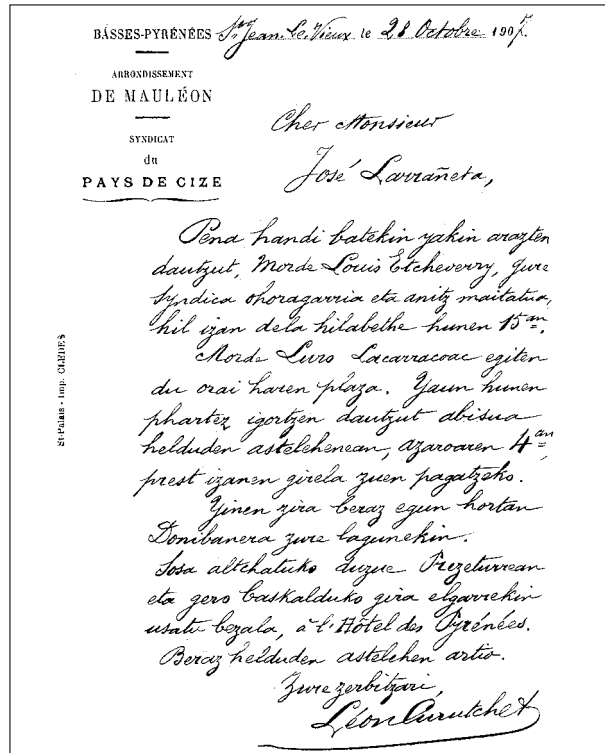 BASSES-PYRÉNÉES St. Jean-le-Vieux le 28 Octobre 1907.
ARRONDISSEMENT
DE MAULÉON
SYNDICAT
du
PAYS DE CIZE
Cher Monsieur
José Larrañeta,
Pena handi batekin yakin arazten
dautzut, Morde Louis Etcheverry, gure
Syndica ohoragarria eta anitz maitatua,
hil izan dela hilabethe hunen 15an.
Morde Luro Lacarracoac egiten
du orai haren plaza. Yaun hunen
phartez igortzen dautzut abisua
helduden astelehenean, azaroaren 4an,
prest izanen girela zuen pagatzeko.
Yinen zira beraz egun hortan
Donibanera zure lagunekin.
Sosa altchatuko duzue Prezeturrean
eta gero baskalduko gira elgarrekin
usatu bezala, à l'Hôtel des Pyrénées.
Beraz helduden astelehen artio.
Zure zerbitzari,
Léon Curutchet
St-Palais - Imp. CLEDES